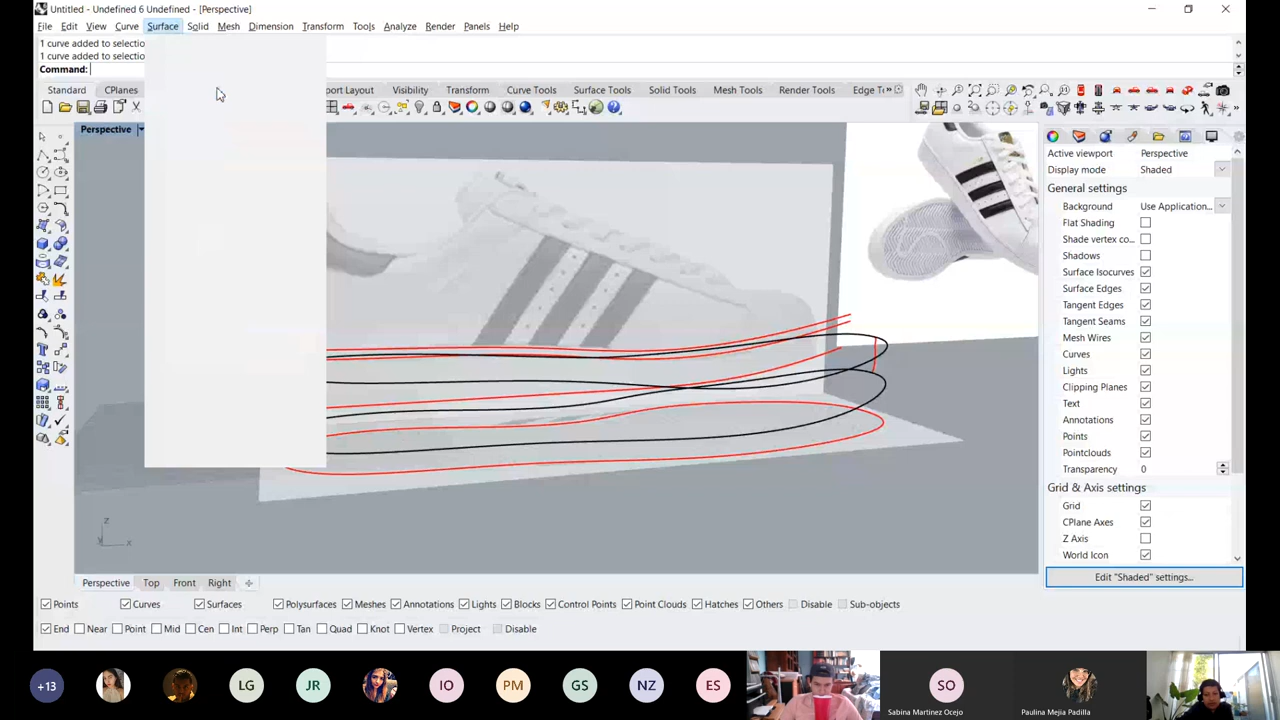 Untitled - Undefined 6 Undefined - [Perspective]
File Edit View Curve Surface Solid Mesh Dimension Transform Tools Analyze Render Panels Help
1 curve added to selectio
1 curve added to selectio
Command:
Standard CPlanes port Layout Visibility Transform Curve Tools Surface Tools Solid Tools Mesh Tools Render Tools Edge T
Perspective
Active viewport Perspective
Display mode Shaded
General settings
Background Use Application...
Flat Shading
Shade vertex co...
Shadows
Surface Isocurves
Surface Edges
Tangent Edges
Tangent Seams
Mesh Wires
Curves
Lights
Clipping Planes
Text
Annotations
Points
Pointclouds
Transparency 0
Grid & Axis settings
Grid
CPlane Axes
Z Axis
World Icon
Edit "Shaded" settings...
z
y x
Perspective Top Front Right
Points Curves Surfaces Polysurfaces Meshes Annotations Lights Blocks Control Points Point Clouds Hatches Others Disable Sub-objects
End Near Point Mid Cen Int Perp Tan Quad Knot Vertex Project Disable
+13 LG JR IO PM GS NZ ES SO
Sabina Martinez Ocejo Paulina Mejia Padilla